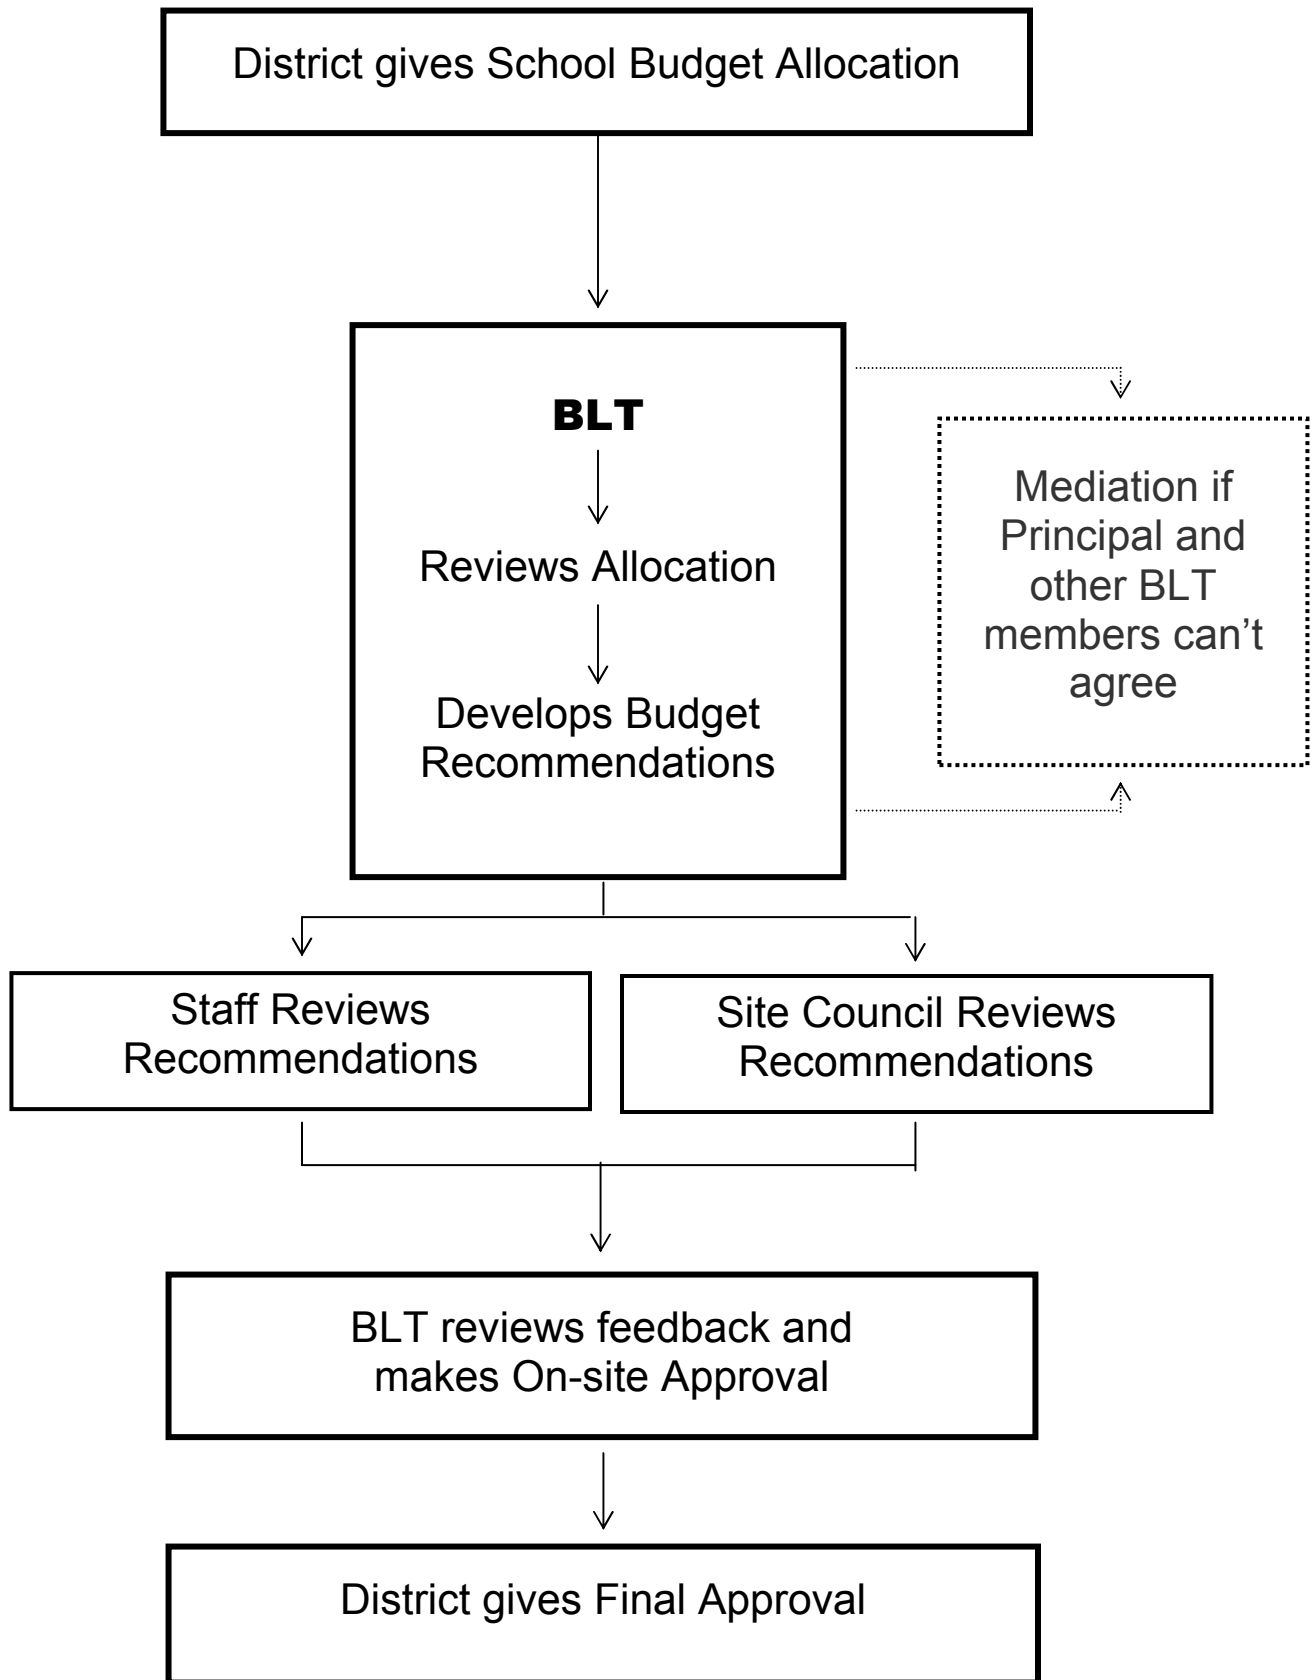 District gives School Budget Allocation
BLT
Reviews Allocation
Develops Budget
Recommendations
Mediation if
Principal and
other BLT
members can’t
agree
Staff Reviews
Recommendations
Site Council Reviews
Recommendations
BLT reviews feedback and
makes On-site Approval
District gives Final Approval